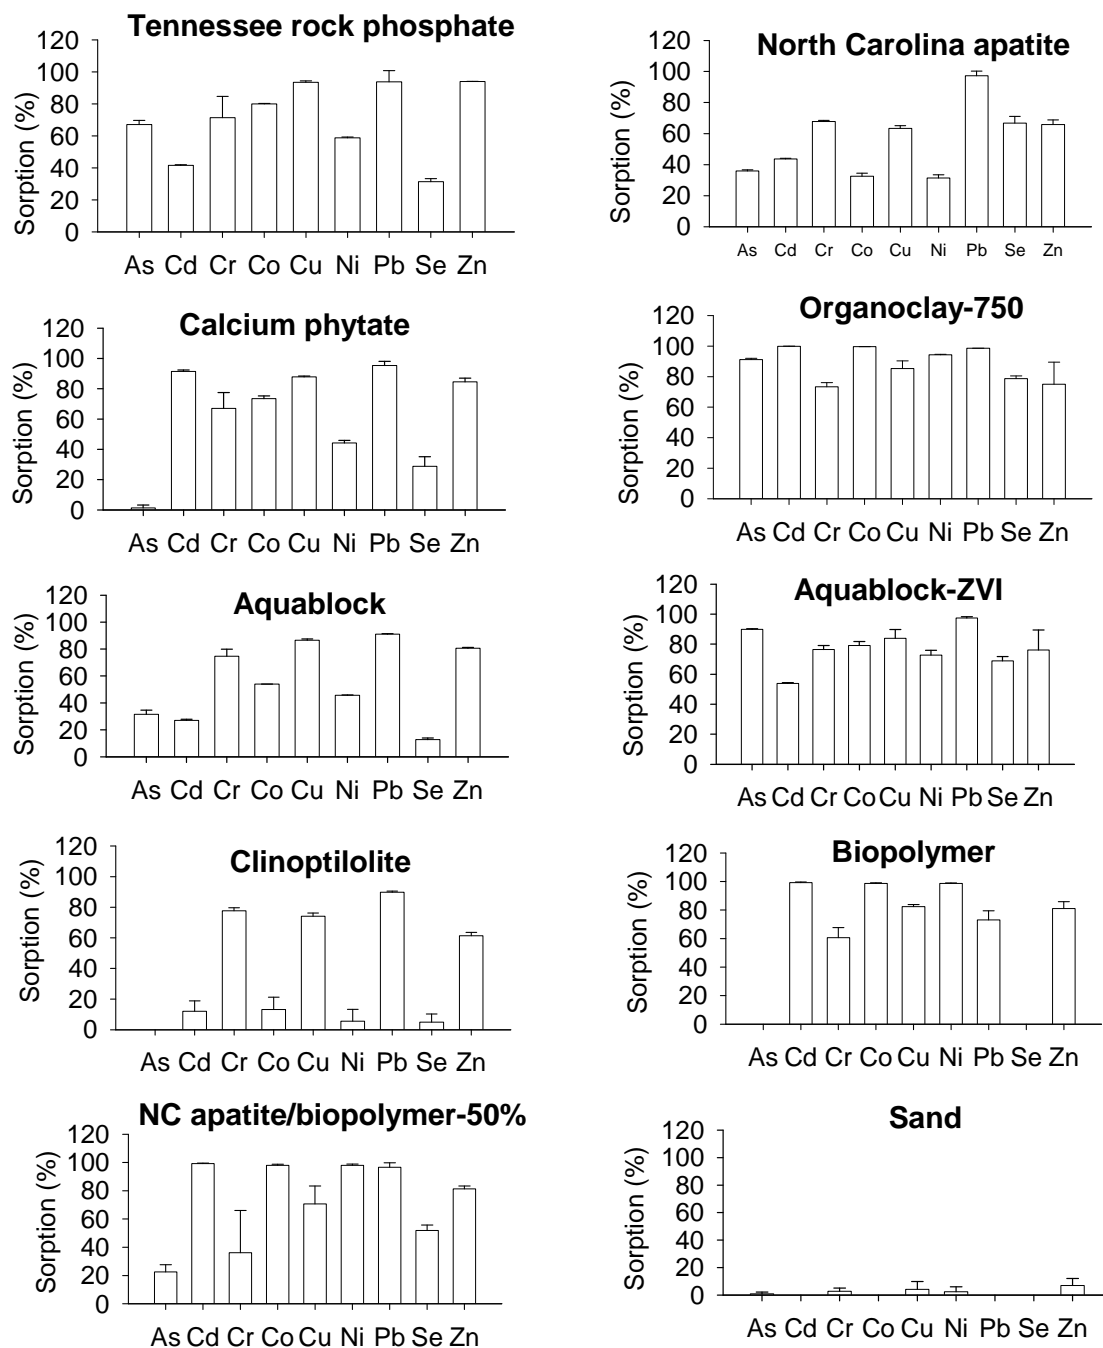 Tennessee rock phosphate
Sorption (%)
120
100
80
60
40
20
0
As Cd Cr Co Cu Ni Pb Se Zn
North Carolina apatite
Sorption (%)
120
100
80
60
40
20
0
As Cd Cr Co Cu Ni Pb Se Zn
Calcium phytate
Sorption (%)
120
100
80
60
40
20
0
As Cd Cr Co Cu Ni Pb Se Zn
Organoclay-750
Sorption (%)
120
100
80
60
40
20
0
As Cd Cr Co Cu Ni Pb Se Zn
Aquablock
Sorption (%)
120
100
80
60
40
20
0
As Cd Cr Co Cu Ni Pb Se Zn
Aquablock-ZVI
Sorption (%)
120
100
80
60
40
20
0
As Cd Cr Co Cu Ni Pb Se Zn
Clinoptilolite
Sorption (%)
120
100
80
60
40
20
0
As Cd Cr Co Cu Ni Pb Se Zn
Biopolymer
Sorption (%)
120
100
80
60
40
20
0
As Cd Cr Co Cu Ni Pb Se Zn
NC apatite/biopolymer-50%
Sorption (%)
120
100
80
60
40
20
0
As Cd Cr Co Cu Ni Pb Se Zn
Sand
Sorption (%)
120
100
80
60
40
20
0
As Cd Cr Co Cu Ni Pb Se Zn